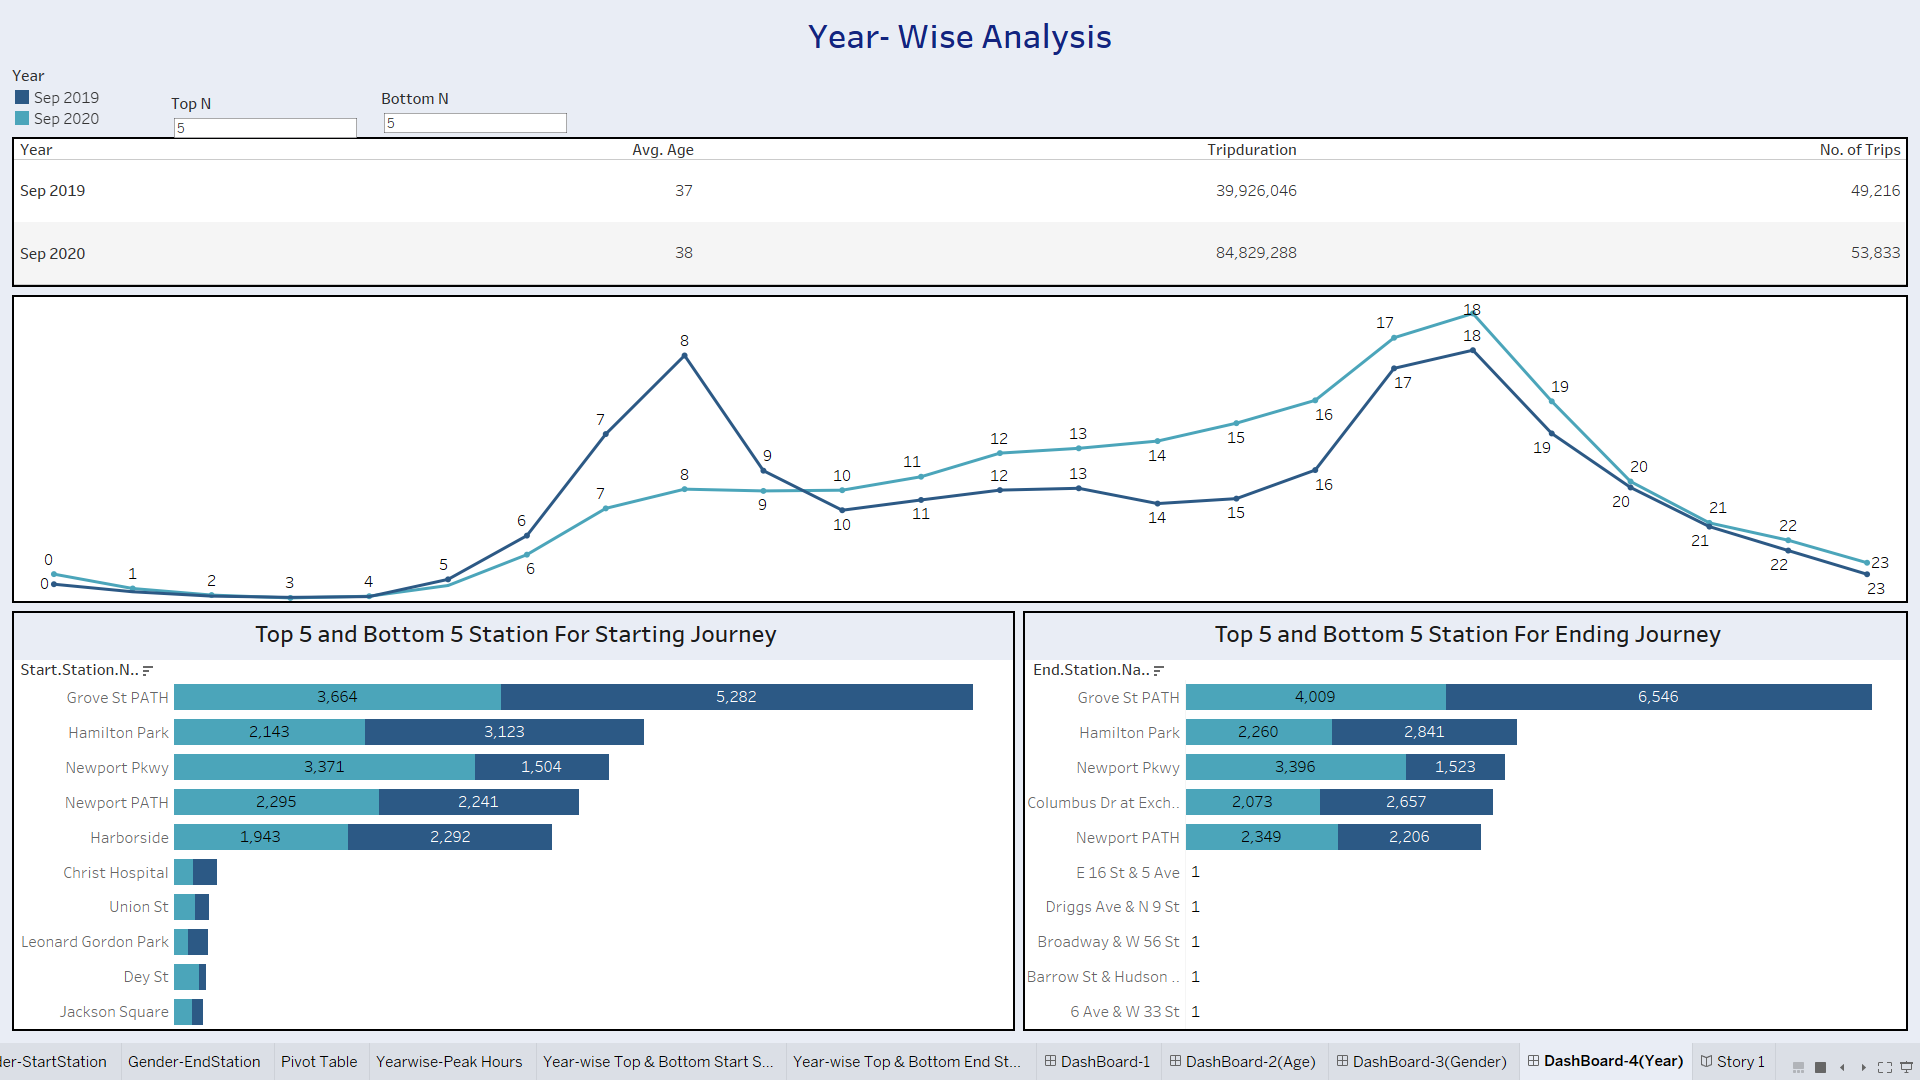 Year- Wise Analysis
Year
Sep 2019
Sep 2020
Top N
5
Bottom N
5
Year Avg. Age Tripduration No. of Trips
Sep 2019 37 39,926,046 49,216
Sep 2020 38 84,829,288 53,833
0 1 2 3 4 5 6 7 8 9 10 11 12 13 14 15 16 17 18 19 20 21 22 23
0 6 7 8 9 10 11 12 13 14 15 16 17 18 19 20 21 22 23
Top 5 and Bottom 5 Station For Starting Journey
Start.Station.N..
Grove St PATH 3,664 5,282
Hamilton Park 2,143 3,123
Newport Pkwy 3,371 1,504
Newport PATH 2,295 2,241
Harborside 1,943 2,292
Christ Hospital
Union St
Leonard Gordon Park
Dey St
Jackson Square
Top 5 and Bottom 5 Station For Ending Journey
End.Station.Na..
Grove St PATH 4,009 6,546
Hamilton Park 2,260 2,841
Newport Pkwy 3,396 1,523
Columbus Dr at Exch.. 2,073 2,657
Newport PATH 2,349 2,206
E 16 St & 5 Ave 1
Driggs Ave & N 9 St 1
Broadway & W 56 St 1
Barrow St & Hudson .. 1
6 Ave & W 33 St 1
er-StartStation Gender-EndStation Pivot Table Yearwise-Peak Hours Year-wise Top & Bottom Start S... Year-wise Top & Bottom End St... DashBoard-1 DashBoard-2(Age) DashBoard-3(Gender) DashBoard-4(Year) Story 1